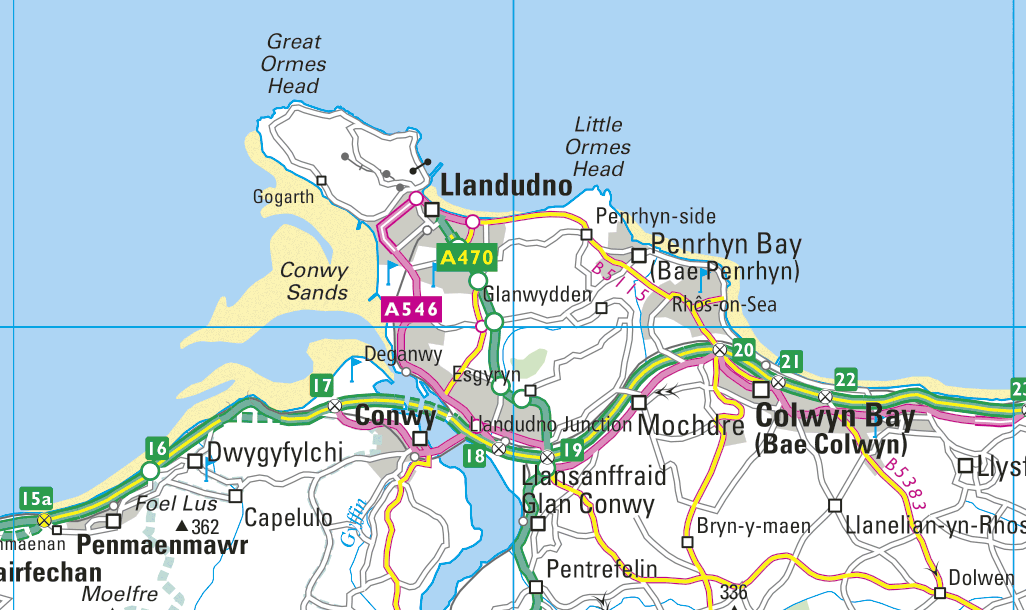 Great
Ormes
Head
Little
Ormes
Head
Llandudno
Gogarth
Penrhyn-side
Penrhyn Bay
(Bae Penrhyn)
A470
B5115
Conwy
Sands
Glanwydden
Rhôs-on-Sea
A546
Deganwy
20
21
Esgyryn
22
17
Conwy
Llandudno Junction
Mochdre
Colwyn Bay
(Bae Colwyn)
16
Dwygyfylchi
18
19
Llansanffraid
Glan Conwy
B5383
Llysf
15a
Foel Lus
362
Capelulo
Gyffin
Bryn-y-maen
Llanelian-yn-Rhos
nmaenan
Penmaenmawr
airfechan
Pentrefelin
Dolwen
Moelfre
336